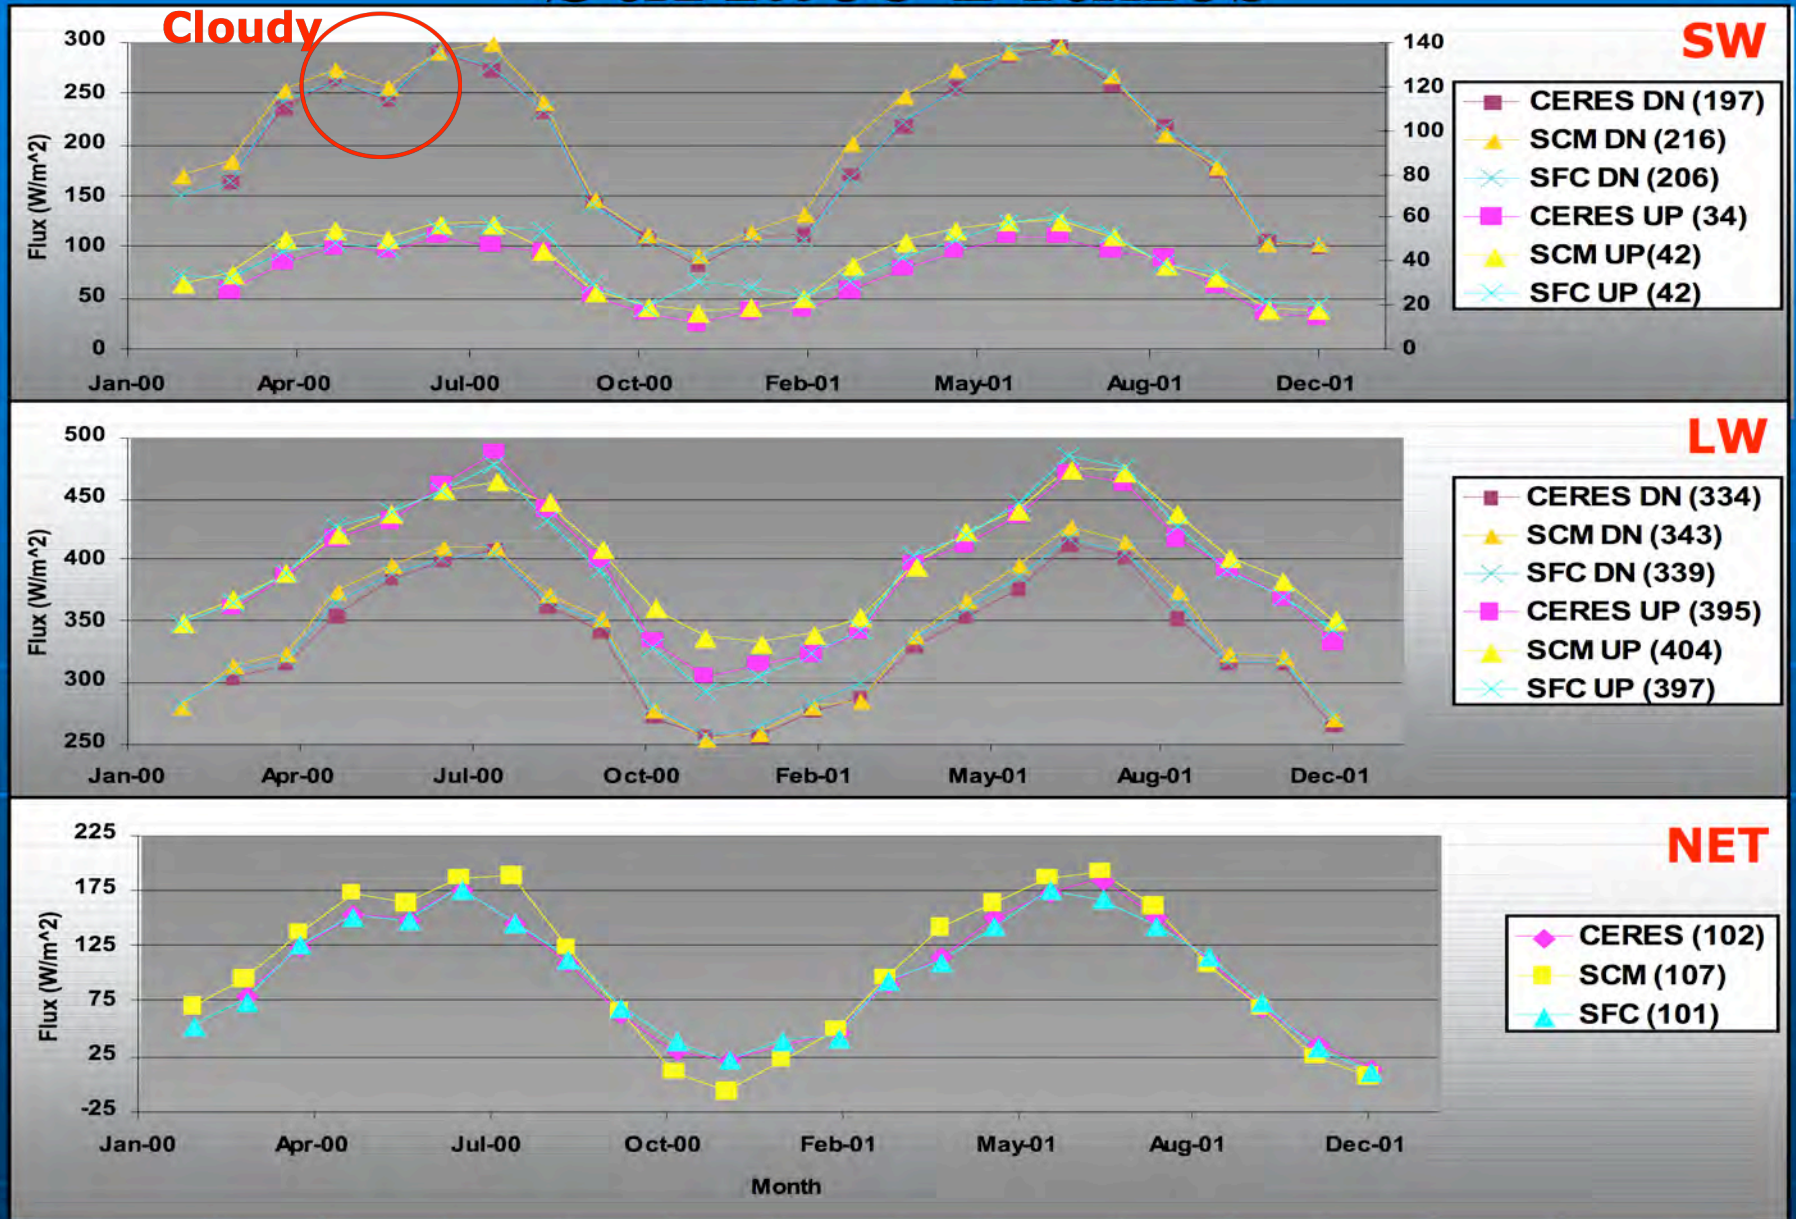 Cloudy
SW
Flux (W/m^2)
300
250
200
150
100
50
0
140
120
100
80
60
40
20
0
Jan-00 Apr-00 Jul-00 Oct-00 Feb-01 May-01 Aug-01 Dec-01
CERES DN (197)
SCM DN (216)
SFC DN (206)
CERES UP (34)
SCM UP(42)
SFC UP (42)
LW
Flux (W/m^2)
500
450
400
350
300
250
Jan-00 Apr-00 Jul-00 Oct-00 Feb-01 May-01 Aug-01 Dec-01
CERES DN (334)
SCM DN (343)
SFC DN (339)
CERES UP (395)
SCM UP (404)
SFC UP (397)
NET
Flux (W/m^2)
225
175
125
75
25
-25
Jan-00 Apr-00 Jul-00 Oct-00 Feb-01 May-01 Aug-01 Dec-01
Month
CERES (102)
SCM (107)
SFC (101)